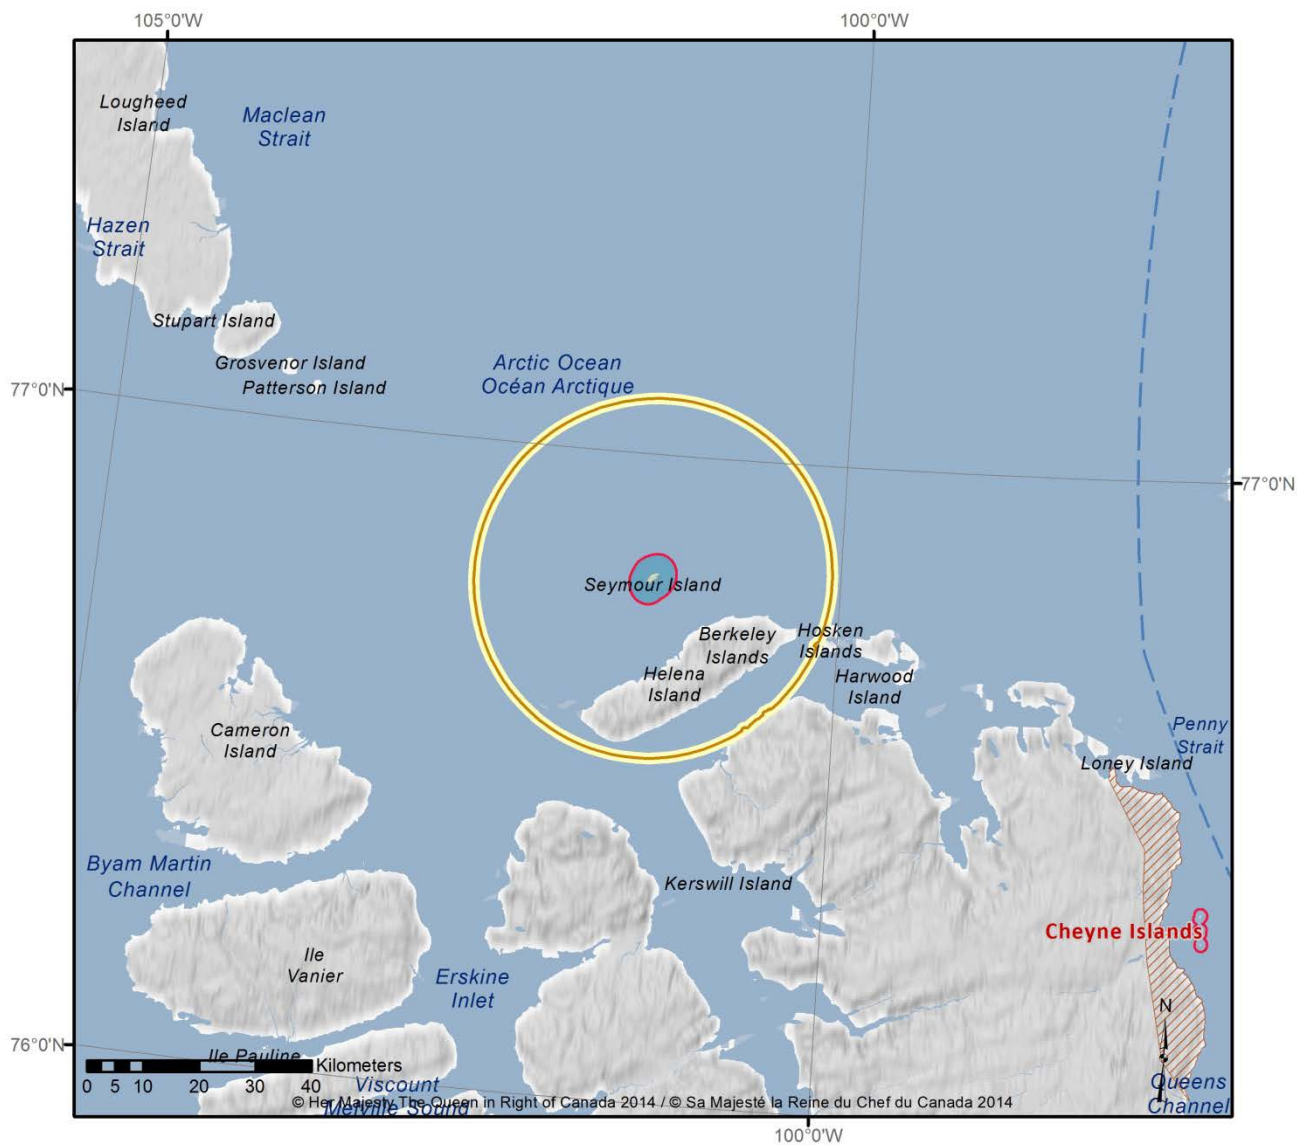 105°0'W
100°0'W
Lougheed
Island
Maclean
Strait
Hazen
Strait
Stupart Island
Grosvenor Island
Patterson Island
Arctic Ocean
Océan Arctique
77°0'N
77°0'N
Seymour Island
Berkeley
Islands
Hosken
Islands
Helena
Island
Harwood
Island
Cameron
Island
Penny
Strait
Loney Island
Byam Martin
Channel
Kerswill Island
Cheyne Islands
Ile
Vanier
Erskine
Inlet
N
76°0'N
Ile Pauline
Kilometers
0 5 10 20 30 40
Viscount
Melville Sound
Queens
Channel
© Her Majesty The Queen in Right of Canada 2014 / © Sa Majesté la Reine du Chef du Canada 2014
100°0'W